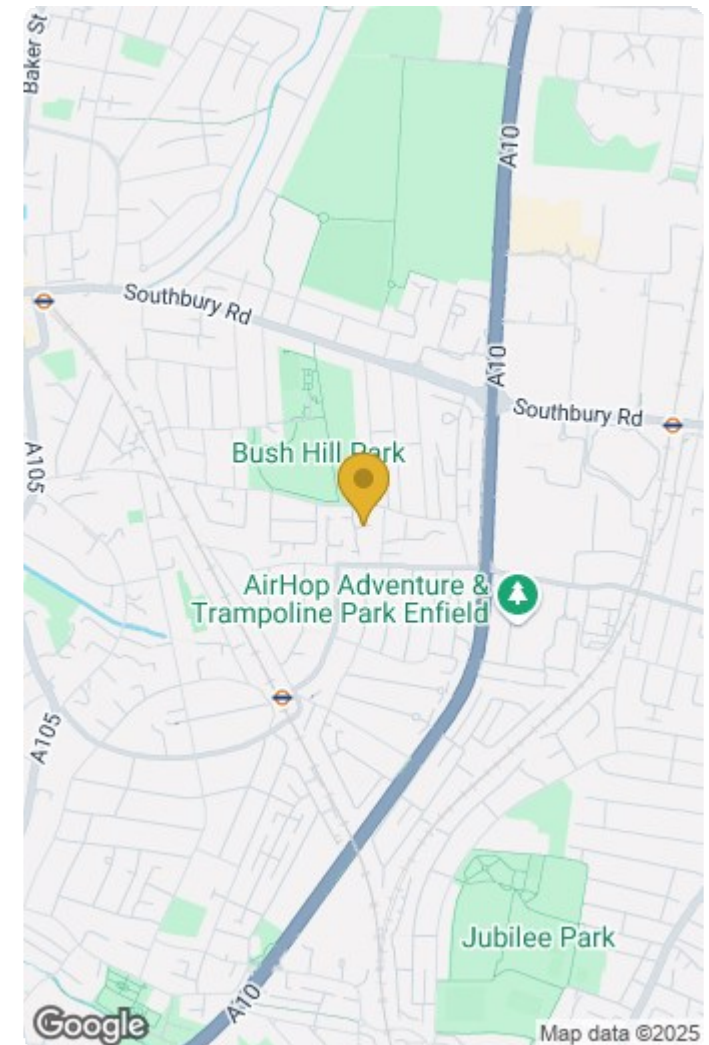 Baker St
A10
Southbury Rd
A10
Southbury Rd
A105
Bush Hill Park
AirHop Adventure &
Trampoline Park Enfield
A105
Jubilee Park
A10
Google
Map data ©2025